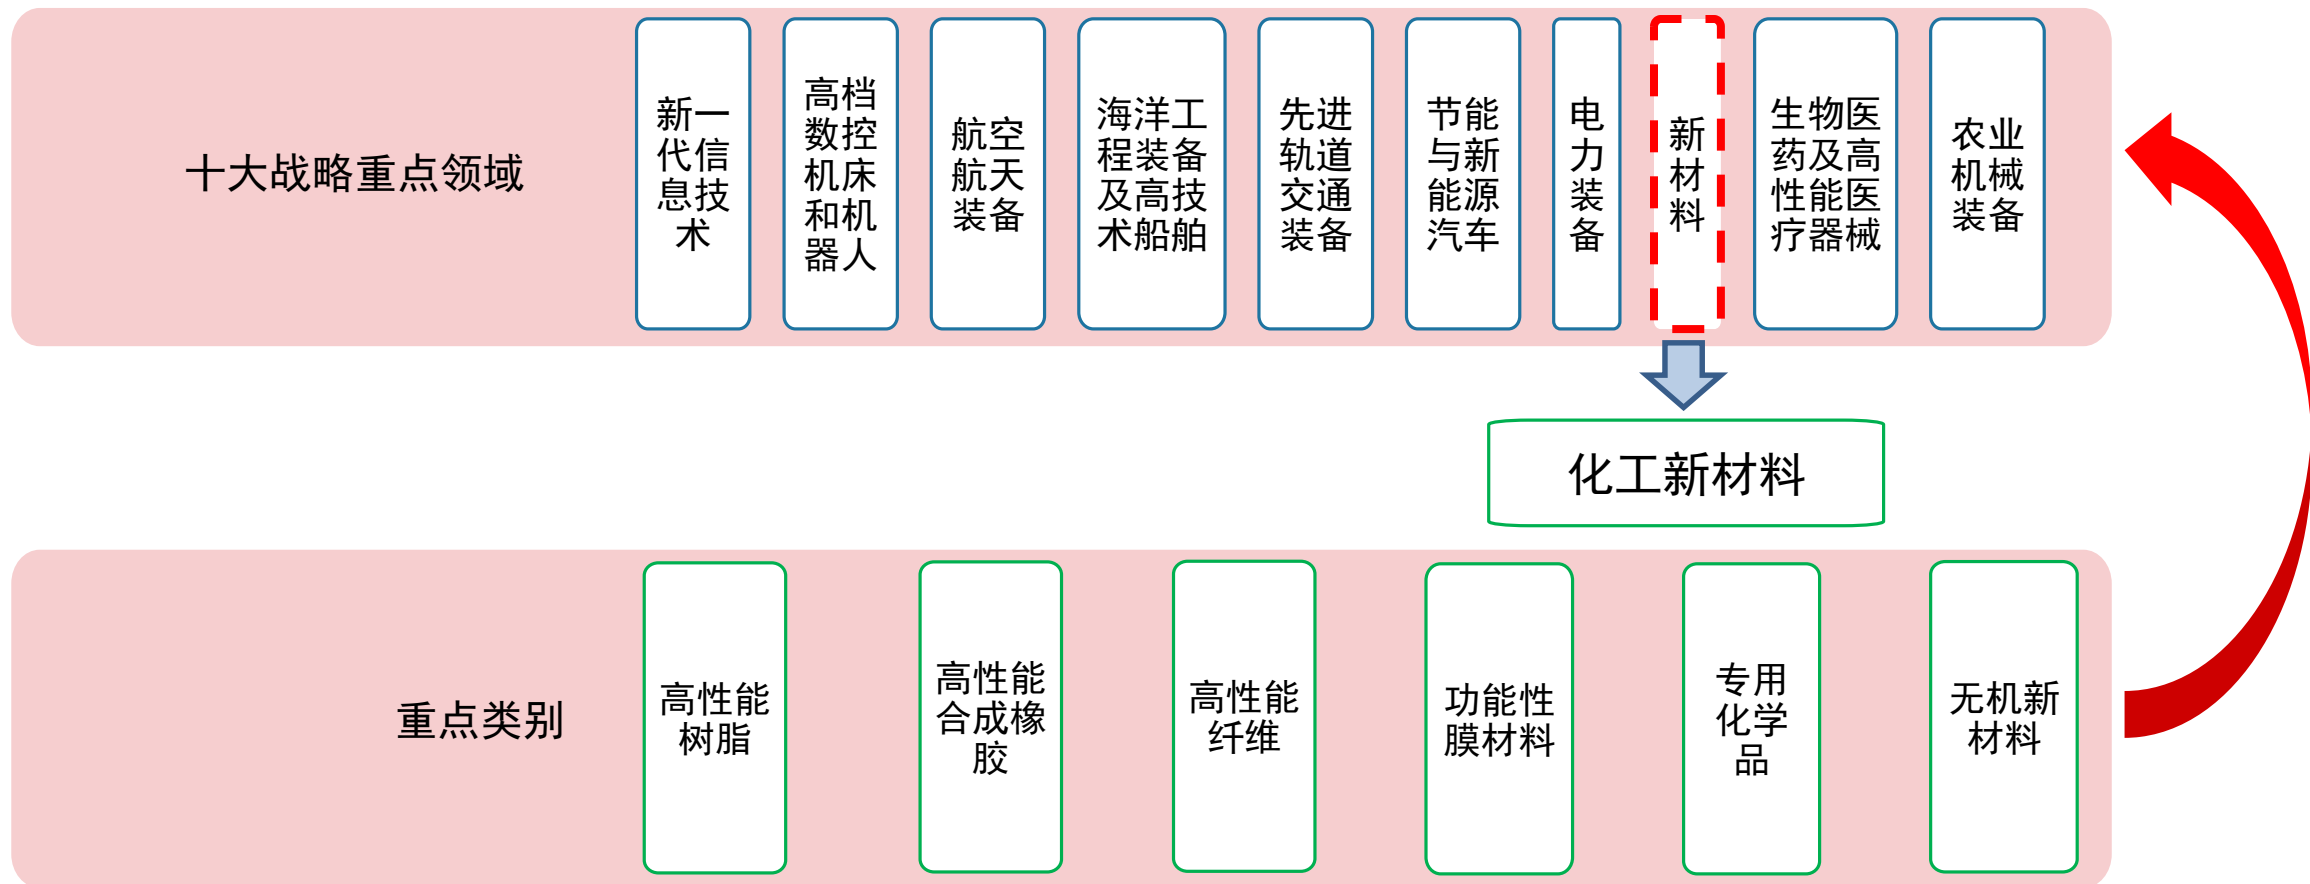 十大战略重点领域
新一
代信
息技
术
高档
数控
机床
和机
器人
航空
航天
装备
海洋工
程装备
及高技
术船舶
先进
轨道
交通
装备
节能
与新
能源
汽车
电
力
装
备
新
材
料
生物医
药及高
性能医
疗器械
农业
机械
装备
化工新材料
重点类别
高性能
树脂
高性能
合成橡
胶
高性能
纤维
功能性
膜材料
专用
化学
品
无机新
材料